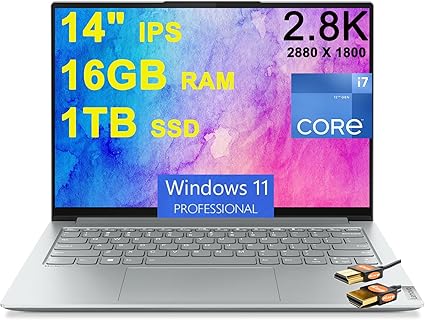 14" IPS
2.8K
2880 X 1800
16GB RAM
1TB SSD
i7
CORE
Windows 11
PROFESSIONAL